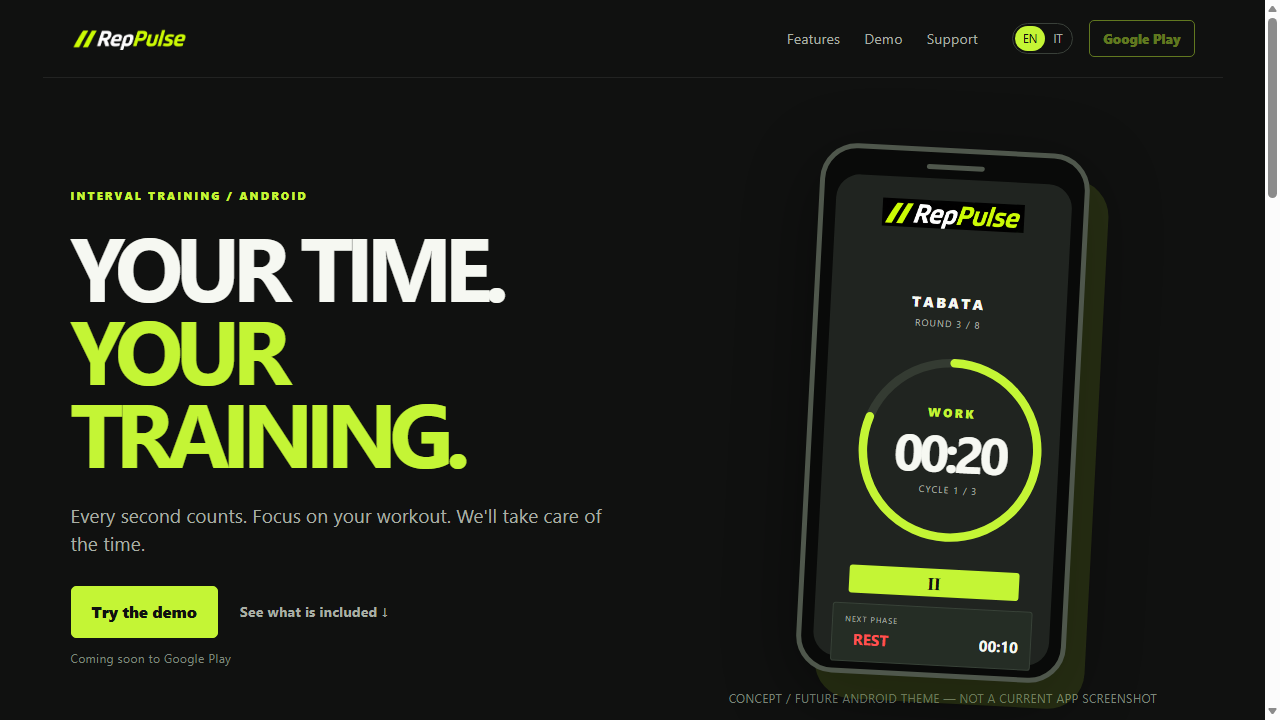 RepPulse
Features
Demo
Support
EN
IT
Google Play
INTERVAL TRAINING / ANDROID
YOUR TIME.
YOUR
TRAINING.
Every second counts. Focus on your workout. We'll take care of
the time.
Try the demo
See what is included ↓
Coming soon to Google Play
RepPulse
TABATA
ROUND 3 / 8
WORK
00:20
CYCLE 1 / 3
NEXT PHASE
REST
00:10
CONCEPT / FUTURE ANDROID THEME — NOT A CURRENT APP SCREENSHOT